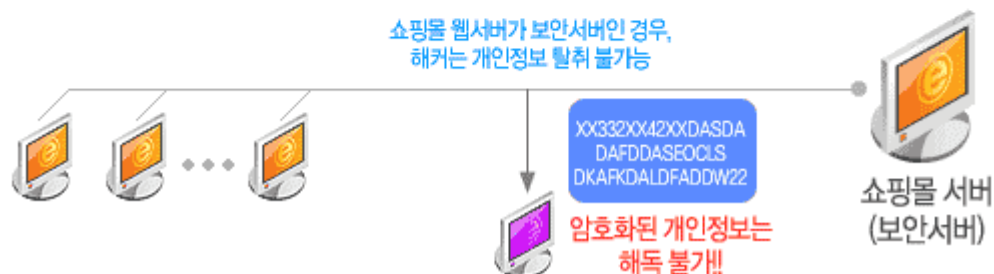 쇼핑몰 웹서버가 보안서버인 경우,
해커는 개인정보 탈취 불가능
XX332XX42XXDASDA
DAFDDASEOCLS
DKAFKDALDFADDW22
암호화된 개인정보는
해독 불가!!
쇼핑몰 서버
(보안서버)